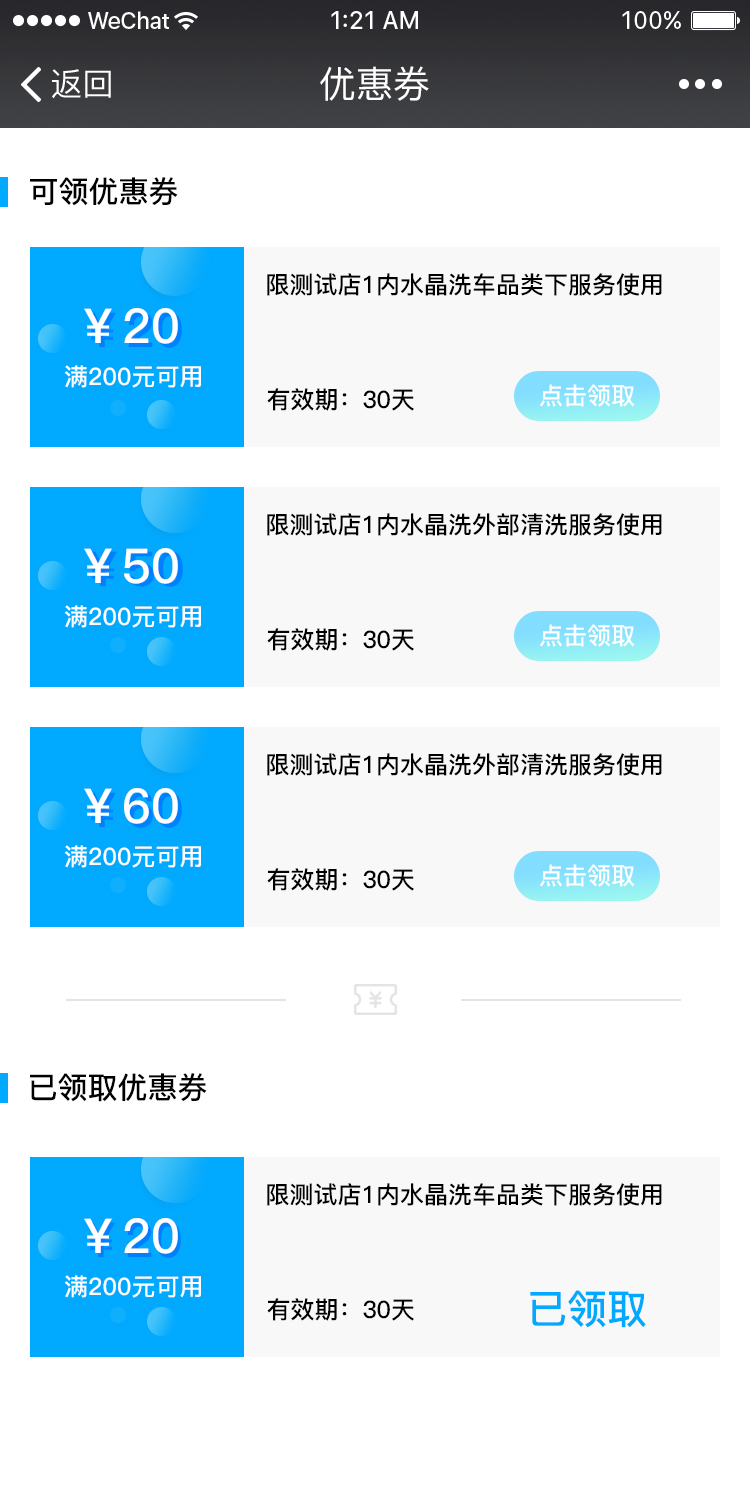 WeChat 1:21 AM 100%
返回 优惠券
可领优惠券
限测试店1内水晶洗车品类下服务使用
¥20
满200元可用
有效期：30天 点击领取
限测试店1内水晶洗外部清洗服务使用
¥50
满200元可用
有效期：30天 点击领取
限测试店1内水晶洗外部清洗服务使用
¥60
满200元可用
有效期：30天 点击领取
¥
已领取优惠券
限测试店1内水晶洗车品类下服务使用
¥20
满200元可用
有效期：30天 已领取